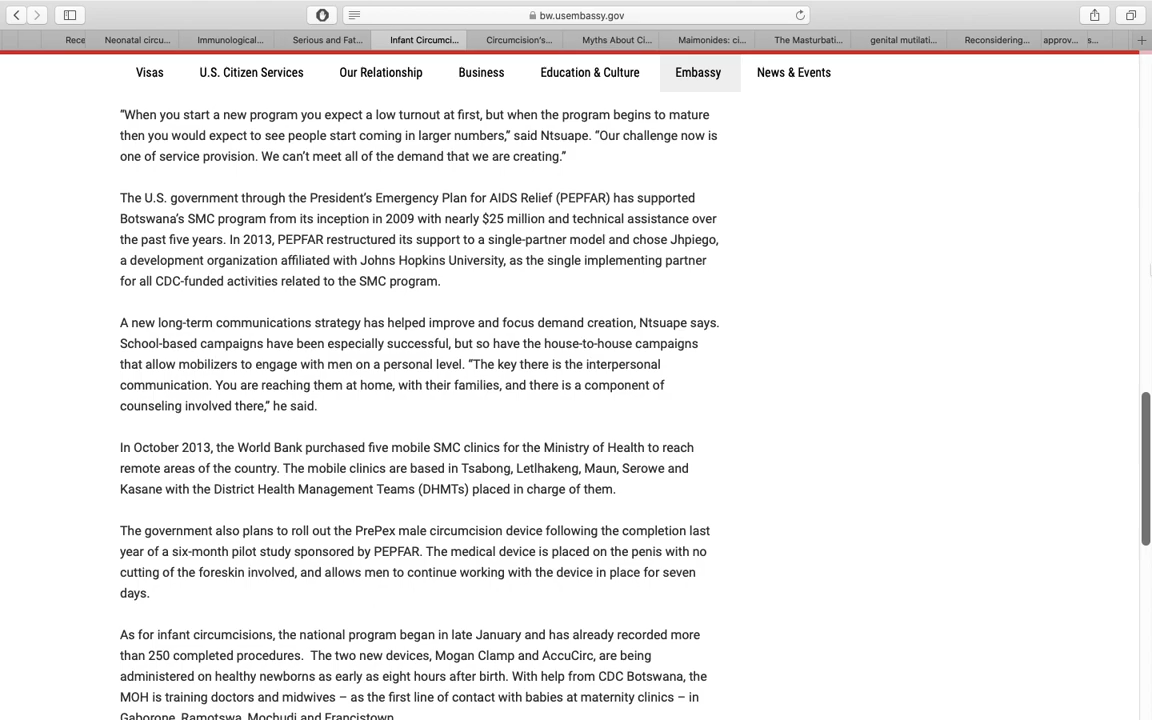 bw.usembassy.gov
Rece
Neonatal circu...
Immunological...
Serious and Fat...
Infant Circumci...
Circumcision's...
Myths About Ci...
Maimonides: ci...
The Masturbati...
genital mutilati...
Reconsidering...
approv...
s...
Visas
U.S. Citizen Services
Our Relationship
Business
Education & Culture
Embassy
News & Events
“When you start a new program you expect a low turnout at first, but when the program begins to mature
then you would expect to see people start coming in larger numbers,” said Ntsuape. “Our challenge now is
one of service provision. We can’t meet all of the demand that we are creating.”
The U.S. government through the President’s Emergency Plan for AIDS Relief (PEPFAR) has supported
Botswana’s SMC program from its inception in 2009 with nearly $25 million and technical assistance over
the past five years. In 2013, PEPFAR restructured its support to a single-partner model and chose Jhpiego,
a development organization affiliated with Johns Hopkins University, as the single implementing partner
for all CDC-funded activities related to the SMC program.
A new long-term communications strategy has helped improve and focus demand creation, Ntsuape says.
School-based campaigns have been especially successful, but so have the house-to-house campaigns
that allow mobilizers to engage with men on a personal level. “The key there is the interpersonal
communication. You are reaching them at home, with their families, and there is a component of
counseling involved there,” he said.
In October 2013, the World Bank purchased five mobile SMC clinics for the Ministry of Health to reach
remote areas of the country. The mobile clinics are based in Tsabong, Letlhakeng, Maun, Serowe and
Kasane with the District Health Management Teams (DHMTs) placed in charge of them.
The government also plans to roll out the PrePex male circumcision device following the completion last
year of a six-month pilot study sponsored by PEPFAR. The medical device is placed on the penis with no
cutting of the foreskin involved, and allows men to continue working with the device in place for seven
days.
As for infant circumcisions, the national program began in late January and has already recorded more
than 250 completed procedures.  The two new devices, Mogan Clamp and AccuCirc, are being
administered on healthy newborns as early as eight hours after birth. With help from CDC Botswana, the
MOH is training doctors and midwives – as the first line of contact with babies at maternity clinics – in
Gaborone, Ramotswa, Mochudi and Francistown.